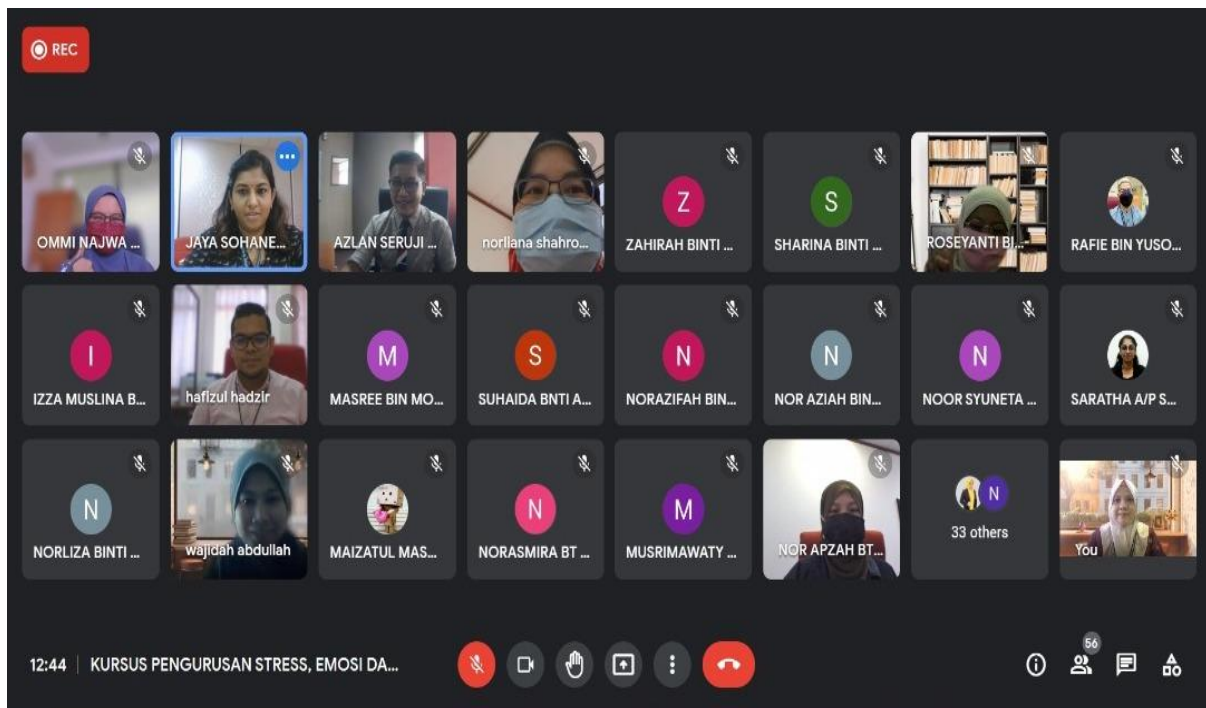 REC
OMMI NAJWA ...
JAYA SOHANE...
AZLAN SERUJI ...
norliana shahro...
Z
ZAHIRAH BINTI ...
S
SHARINA BINTI ...
ROSEYANTI BI...
RAFIE BIN YUSO...
I
IZZA MUSLINA B...
hafizul hadzir
M
MASREE BIN MO...
S
SUHAIDA BNTI A...
N
NORAZIFAH BIN...
N
NOR AZIAH BIN...
N
NOOR SYUNETA ...
SARATHA A/P S...
N
NORLIZA BINTI ...
wajidah abdullah
MAIZATUL MAS...
N
NORASMIRA BT ...
M
MUSRIMAWATY ...
NOR APZAH BT...
N
33 others
You
12:44
KURSUS PENGURUSAN STRESS, EMOSI DA...
56